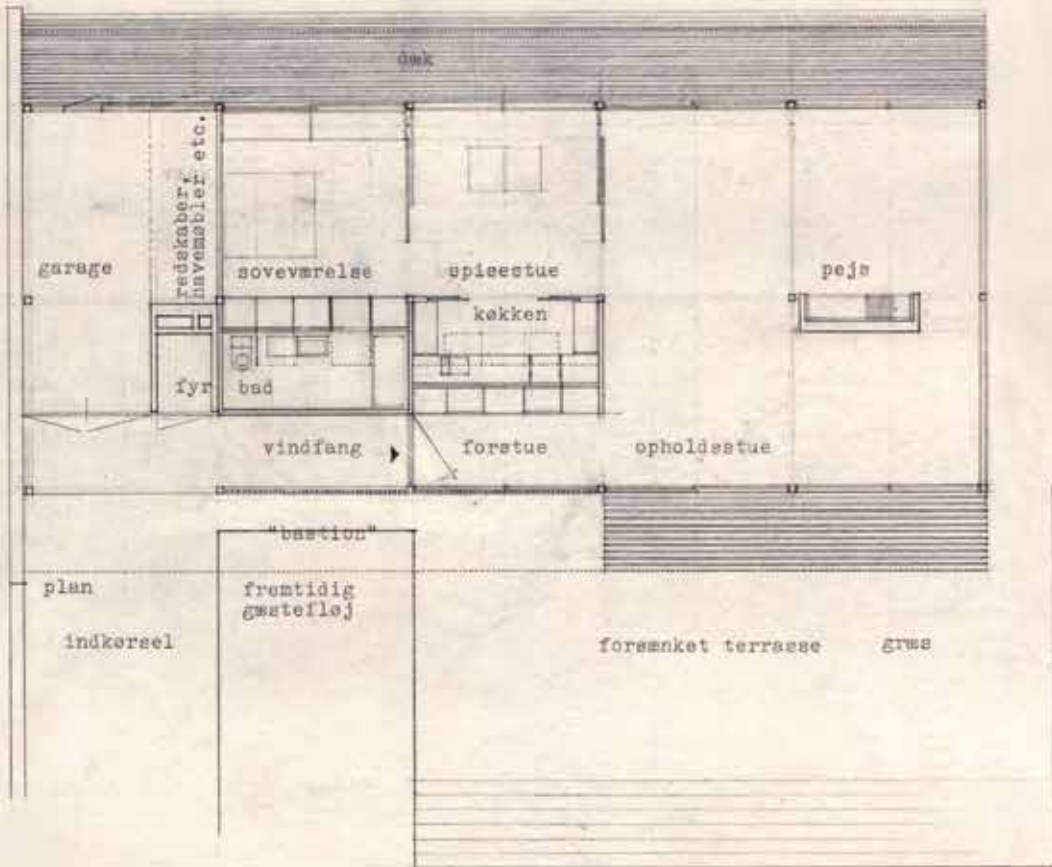 dæk
redskaber,
havemøbler etc.
garage
soveværelse
spisestue
pejs
køkken
fyr
bad
vindfang
forstue
opholdsstue
"bastion"
plan
fremtidig
gæstefløj
indkørsel
forsænket terrasse
græs